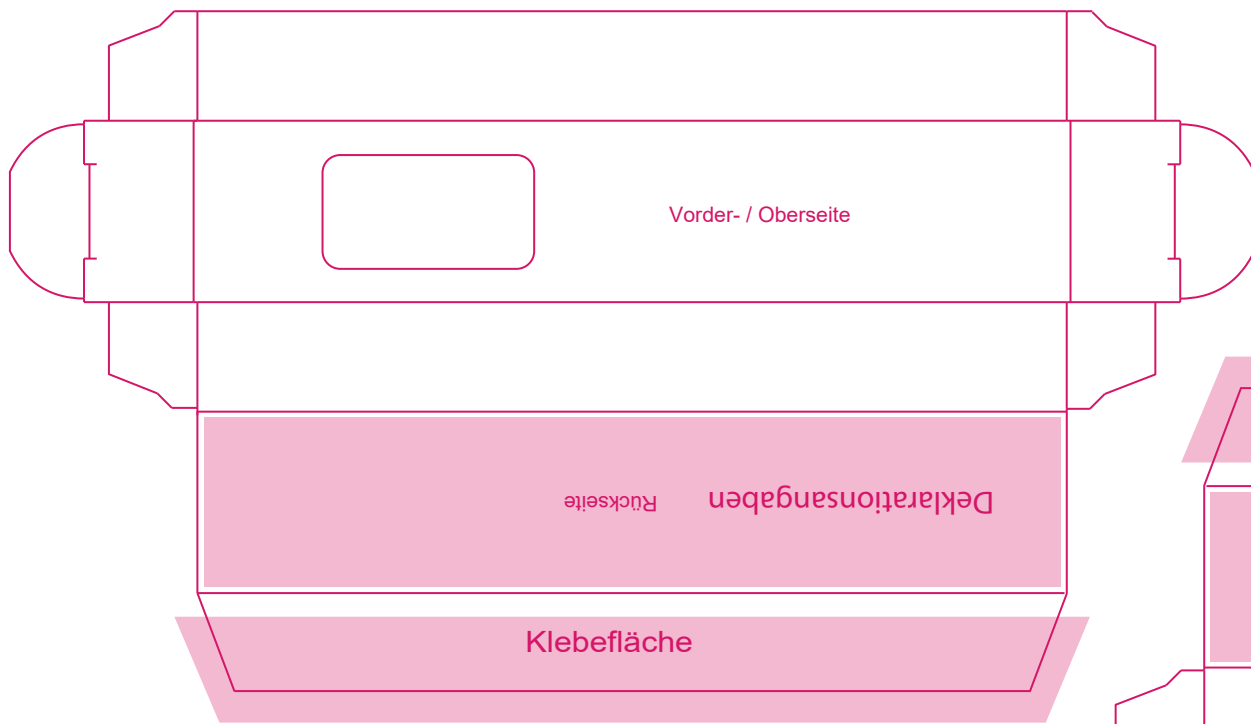 Vorder- / Oberseite
Deklarationsangaben Rückseite
Klebefläche